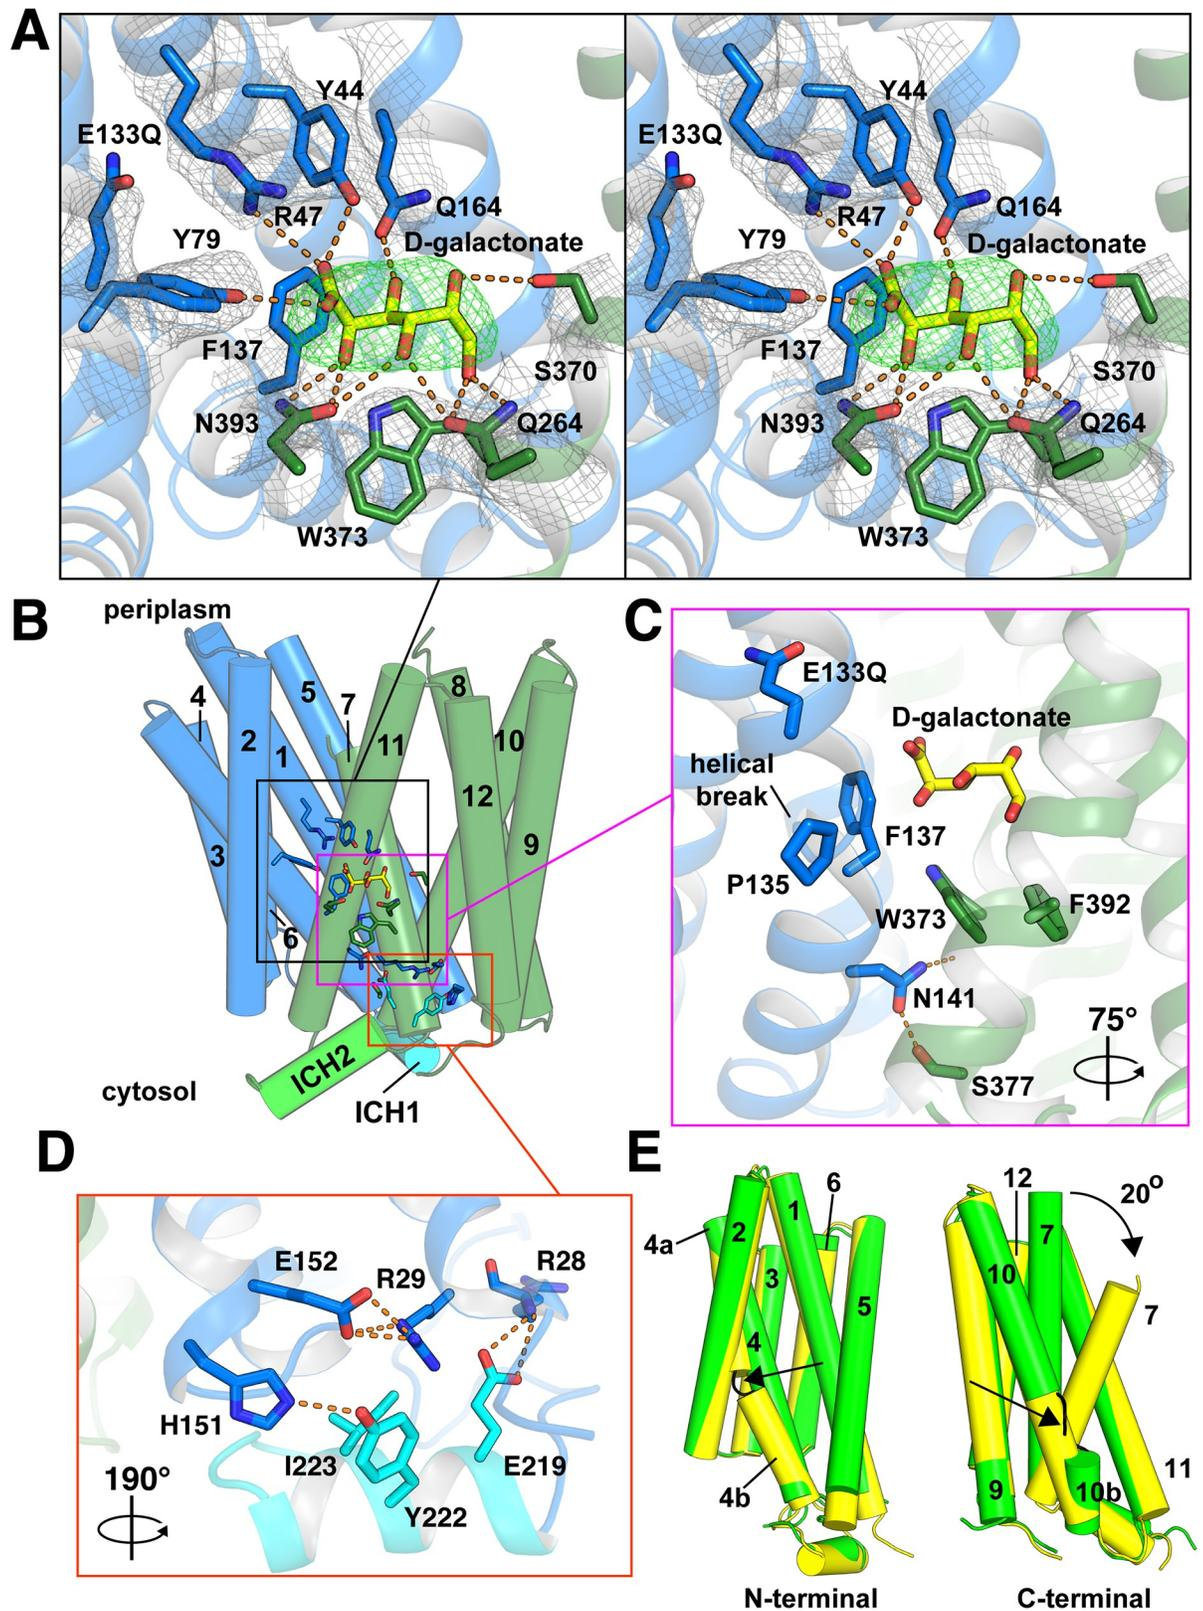 A
Y44
E133Q
R47
Q164
Y79
D-galactonate
F137
S370
N393
Q264
W373
Y44
E133Q
R47
Q164
Y79
D-galactonate
F137
S370
N393
Q264
W373
B
periplasm
4
2
1
5
7
11
8
10
12
3
9
6
ICH2
ICH1
cytosol
C
E133Q
D-galactonate
helical
break
F137
P135
W373
F392
N141
S377
75°
D
E152
R29
R28
H151
I223
E219
Y222
190°
E
4a
2
1
6
3
5
4
4b
N-terminal
12
7
20°
10
7
9
10b
11
C-terminal